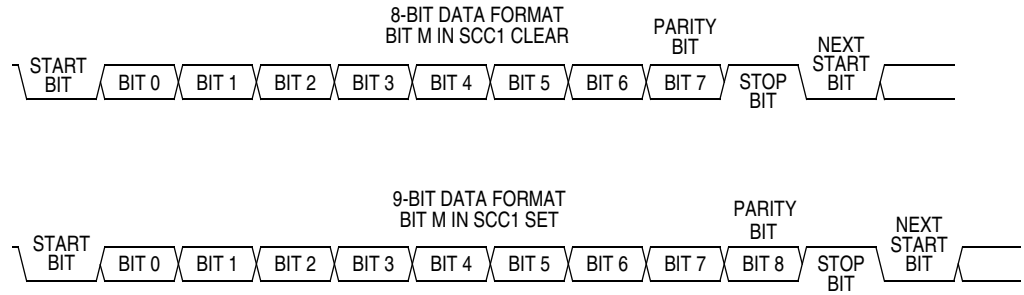 8-BIT DATA FORMAT
BIT M IN SCC1 CLEAR
PARITY
BIT
START
BIT
BIT 0
BIT 1
BIT 2
BIT 3
BIT 4
BIT 5
BIT 6
BIT 7
STOP
BIT
NEXT
START
BIT
9-BIT DATA FORMAT
BIT M IN SCC1 SET
PARITY
BIT
START
BIT
BIT 0
BIT 1
BIT 2
BIT 3
BIT 4
BIT 5
BIT 6
BIT 7
BIT 8
STOP
BIT
NEXT
START
BIT